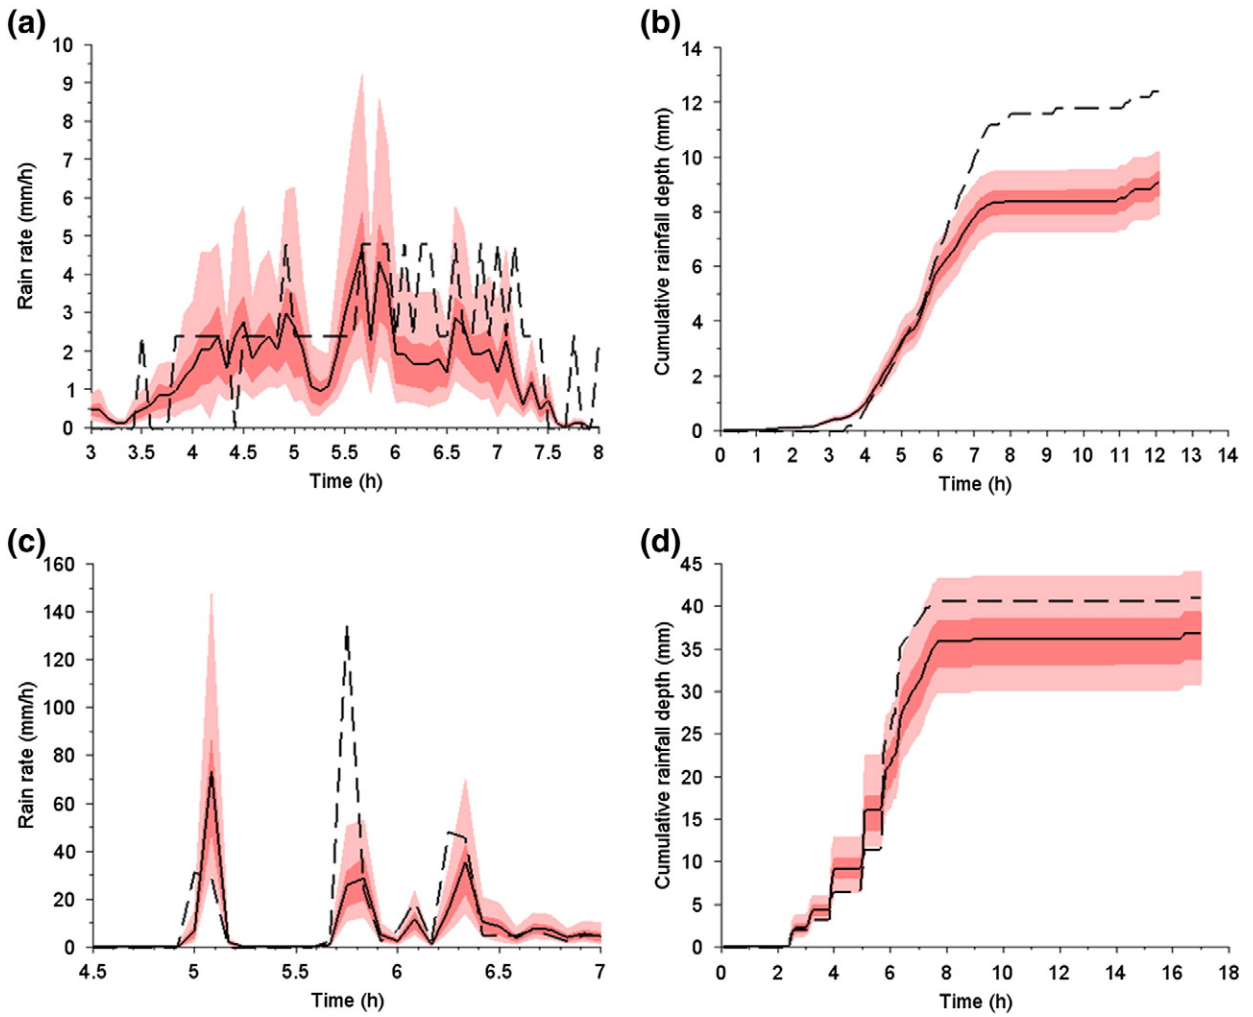 (a)
10
9
8
7
6
5
4
3
2
1
0
Rain rate (mm/h)
3 3.5 4 4.5 5 5.5 6 6.5 7 7.5 8
Time (h)
(b)
14
12
10
8
6
4
2
0
Cumulative rainfall depth (mm)
0 1 2 3 4 5 6 7 8 9 10 11 12 13 14
Time (h)
(c)
160
140
120
100
80
60
40
20
0
Rain rate (mm/h)
4.5 5 5.5 6 6.5 7
Time (h)
(d)
45
40
35
30
25
20
15
10
5
0
Cumulative rainfall depth (mm)
0 2 4 6 8 10 12 14 16 18
Time (h)